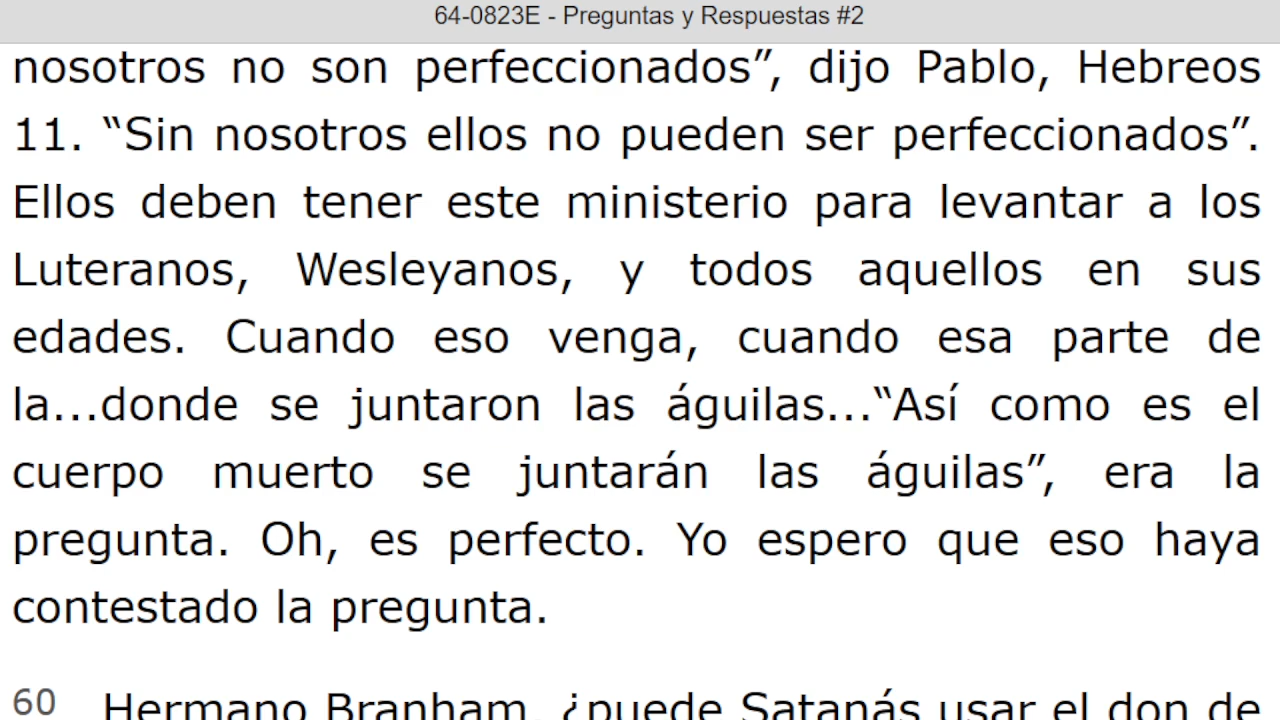 64-0823E - Preguntas y Respuestas #2
nosotros no son perfeccionados”, dijo Pablo, Hebreos
11. “Sin nosotros ellos no pueden ser perfeccionados”.
Ellos deben tener este ministerio para levantar a los
Luteranos, Wesleyanos, y todos aquellos en sus
edades. Cuando eso venga, cuando esa parte de
la...donde se juntaron las águilas...“Así como es el
cuerpo muerto se juntarán las águilas”, era la
pregunta. Oh, es perfecto. Yo espero que eso haya
contestado la pregunta.
60 Hermano Branham, ¿puede Satanás usar el don de